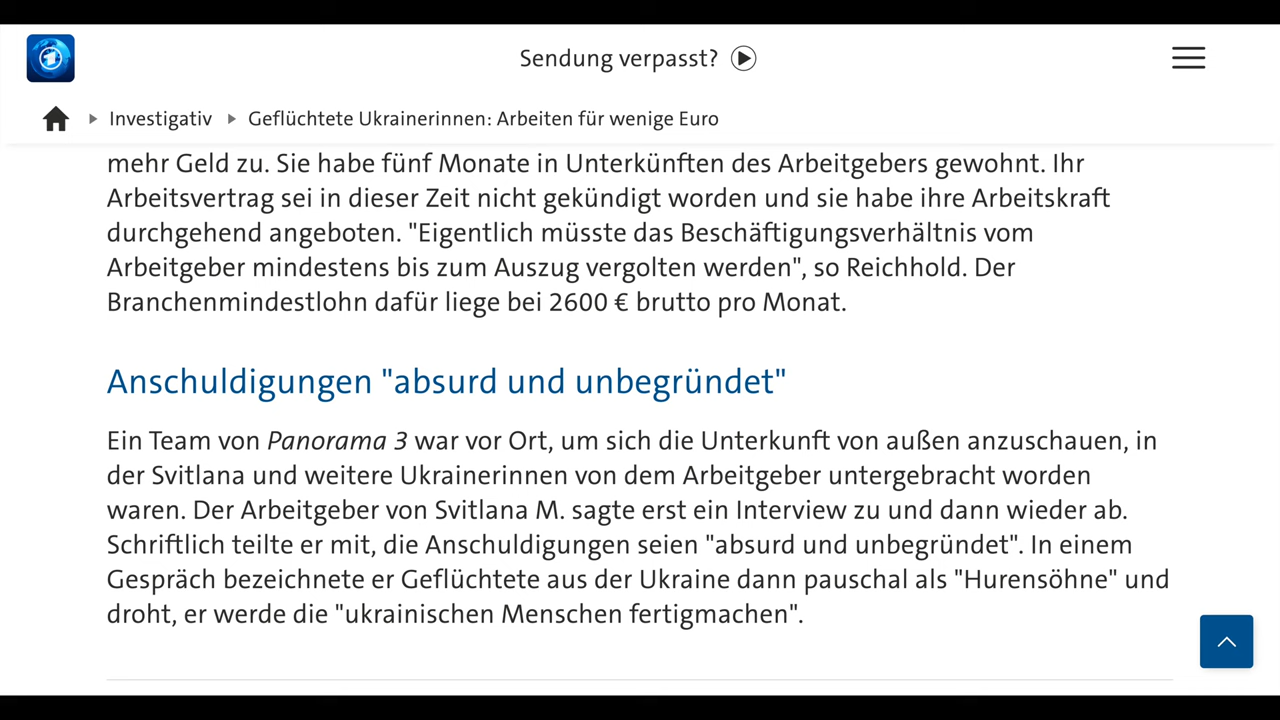 Sendung verpasst?
Investigativ
Geflüchtete Ukrainerinnen: Arbeiten für wenige Euro
mehr Geld zu. Sie habe fünf Monate in Unterkünften des Arbeitgebers gewohnt. Ihr
Arbeitsvertrag sei in dieser Zeit nicht gekündigt worden und sie habe ihre Arbeitskraft
durchgehend angeboten. "Eigentlich müsste das Beschäftigungsverhältnis vom
Arbeitgeber mindestens bis zum Auszug vergolten werden", so Reichhold. Der
Branchenmindestlohn dafür liege bei 2600 € brutto pro Monat.
Anschuldigungen "absurd und unbegründet"
Ein Team von Panorama 3 war vor Ort, um sich die Unterkunft von außen anzuschauen, in
der Svitlana und weitere Ukrainerinnen von dem Arbeitgeber untergebracht worden
waren. Der Arbeitgeber von Svitlana M. sagte erst ein Interview zu und dann wieder ab.
Schriftlich teilte er mit, die Anschuldigungen seien "absurd und unbegründet". In einem
Gespräch bezeichnete er Geflüchtete aus der Ukraine dann pauschal als "Hurensöhne" und
droht, er werde die "ukrainischen Menschen fertigmachen".